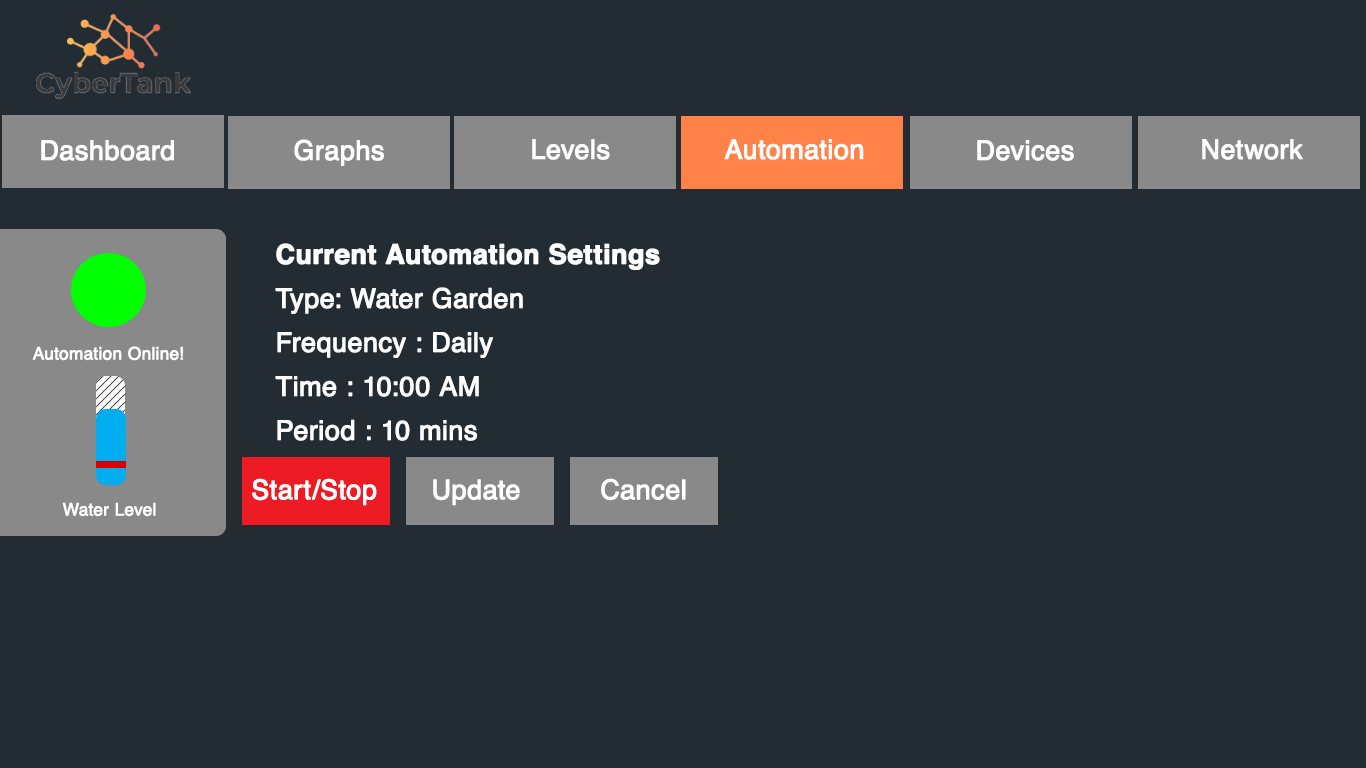 CyberTank
Dashboard
Graphs
Levels
Automation
Devices
Network
Automation Online!
Water Level
Current Automation Settings
Type: Water Garden
Frequency : Daily
Time : 10:00 AM
Period : 10 mins
Start/Stop
Update
Cancel